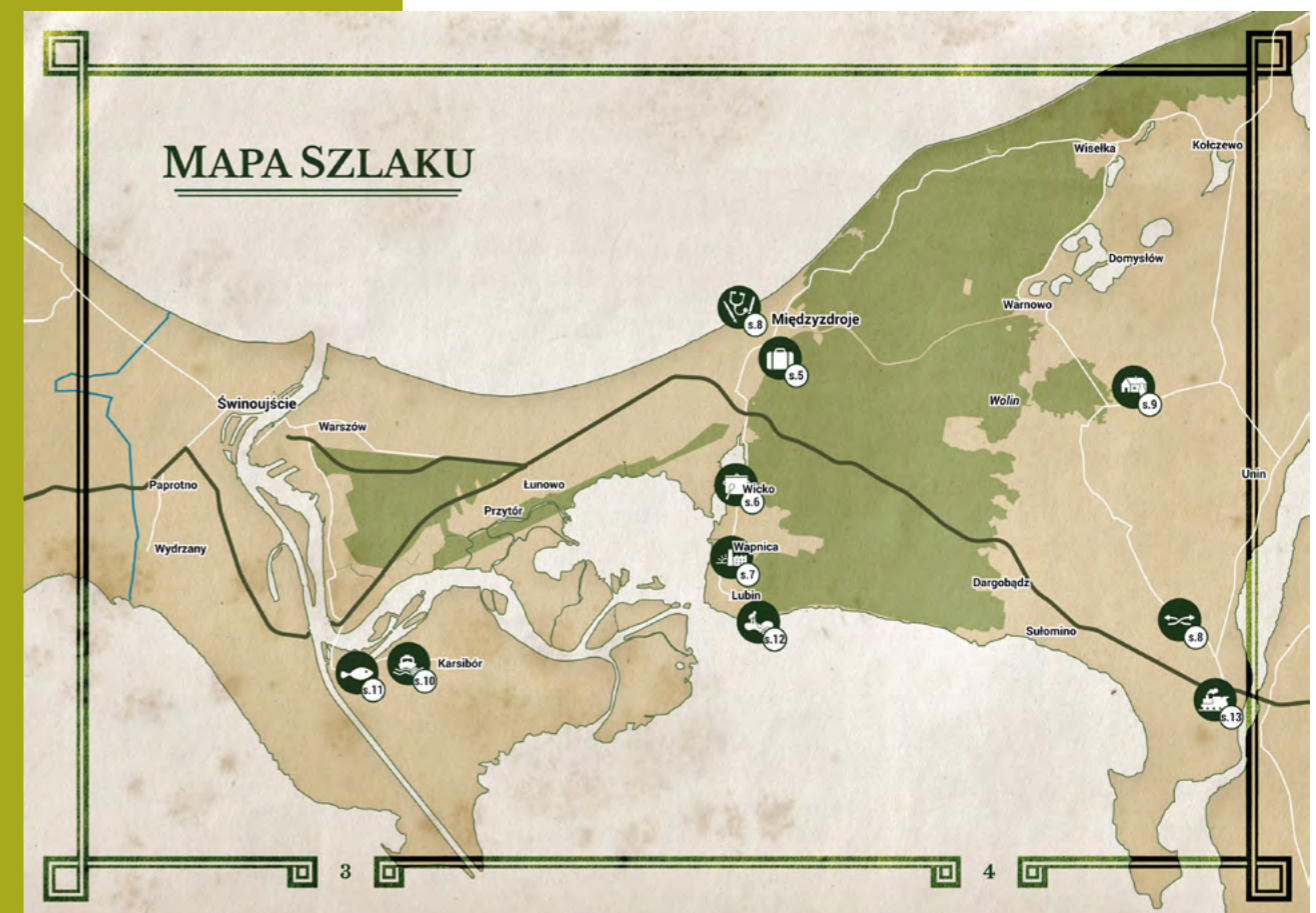 MAPA SZLAKU
Wisełka
Kołczewo
Domysłów
Warnowo
s.8
Międzyzdroje
s.5
Wolin
s.9
Świnoujście
Warszów
Unin
Paprotno
Łunowo
Wicko
s.6
Przytór
Wydrzany
Wapnica
s.7
Dargobądz
Lubin
s.12
Sułomino
s.8
Karsibór
s.11
s.10
s.13
3
4